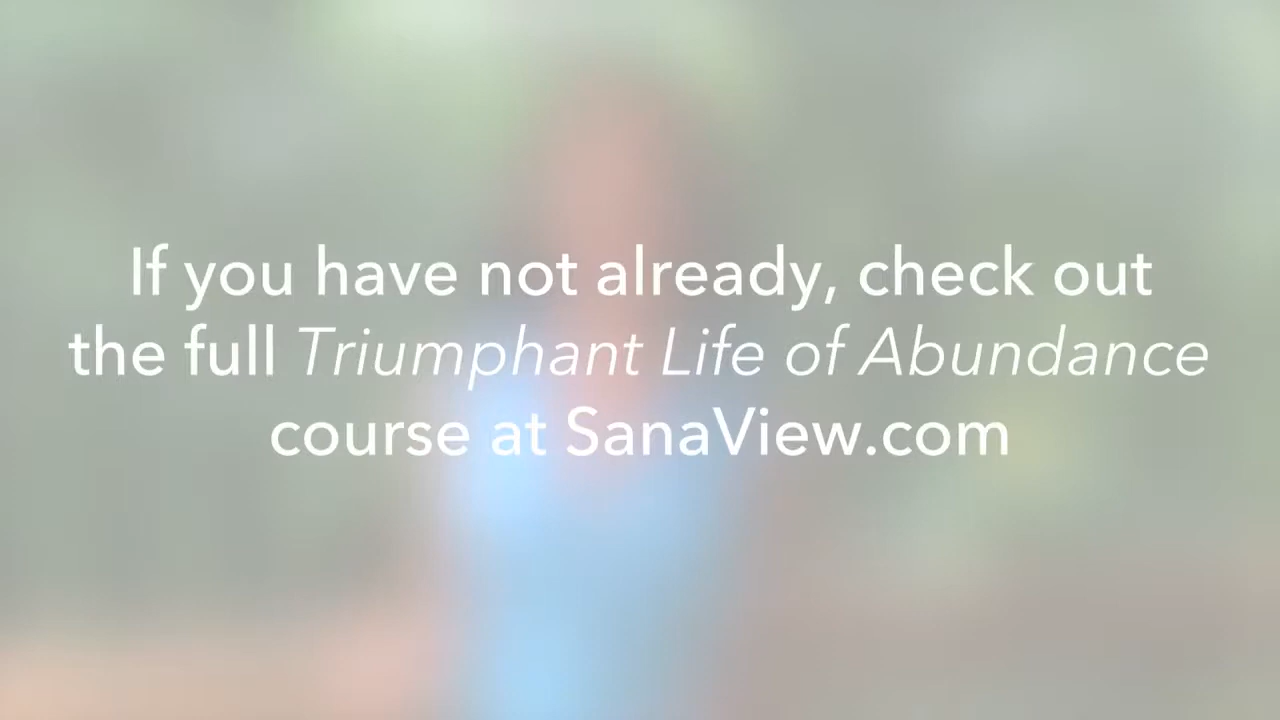 If you have not already, check out
the full Triumphant Life of Abundance
course at SanaView.com